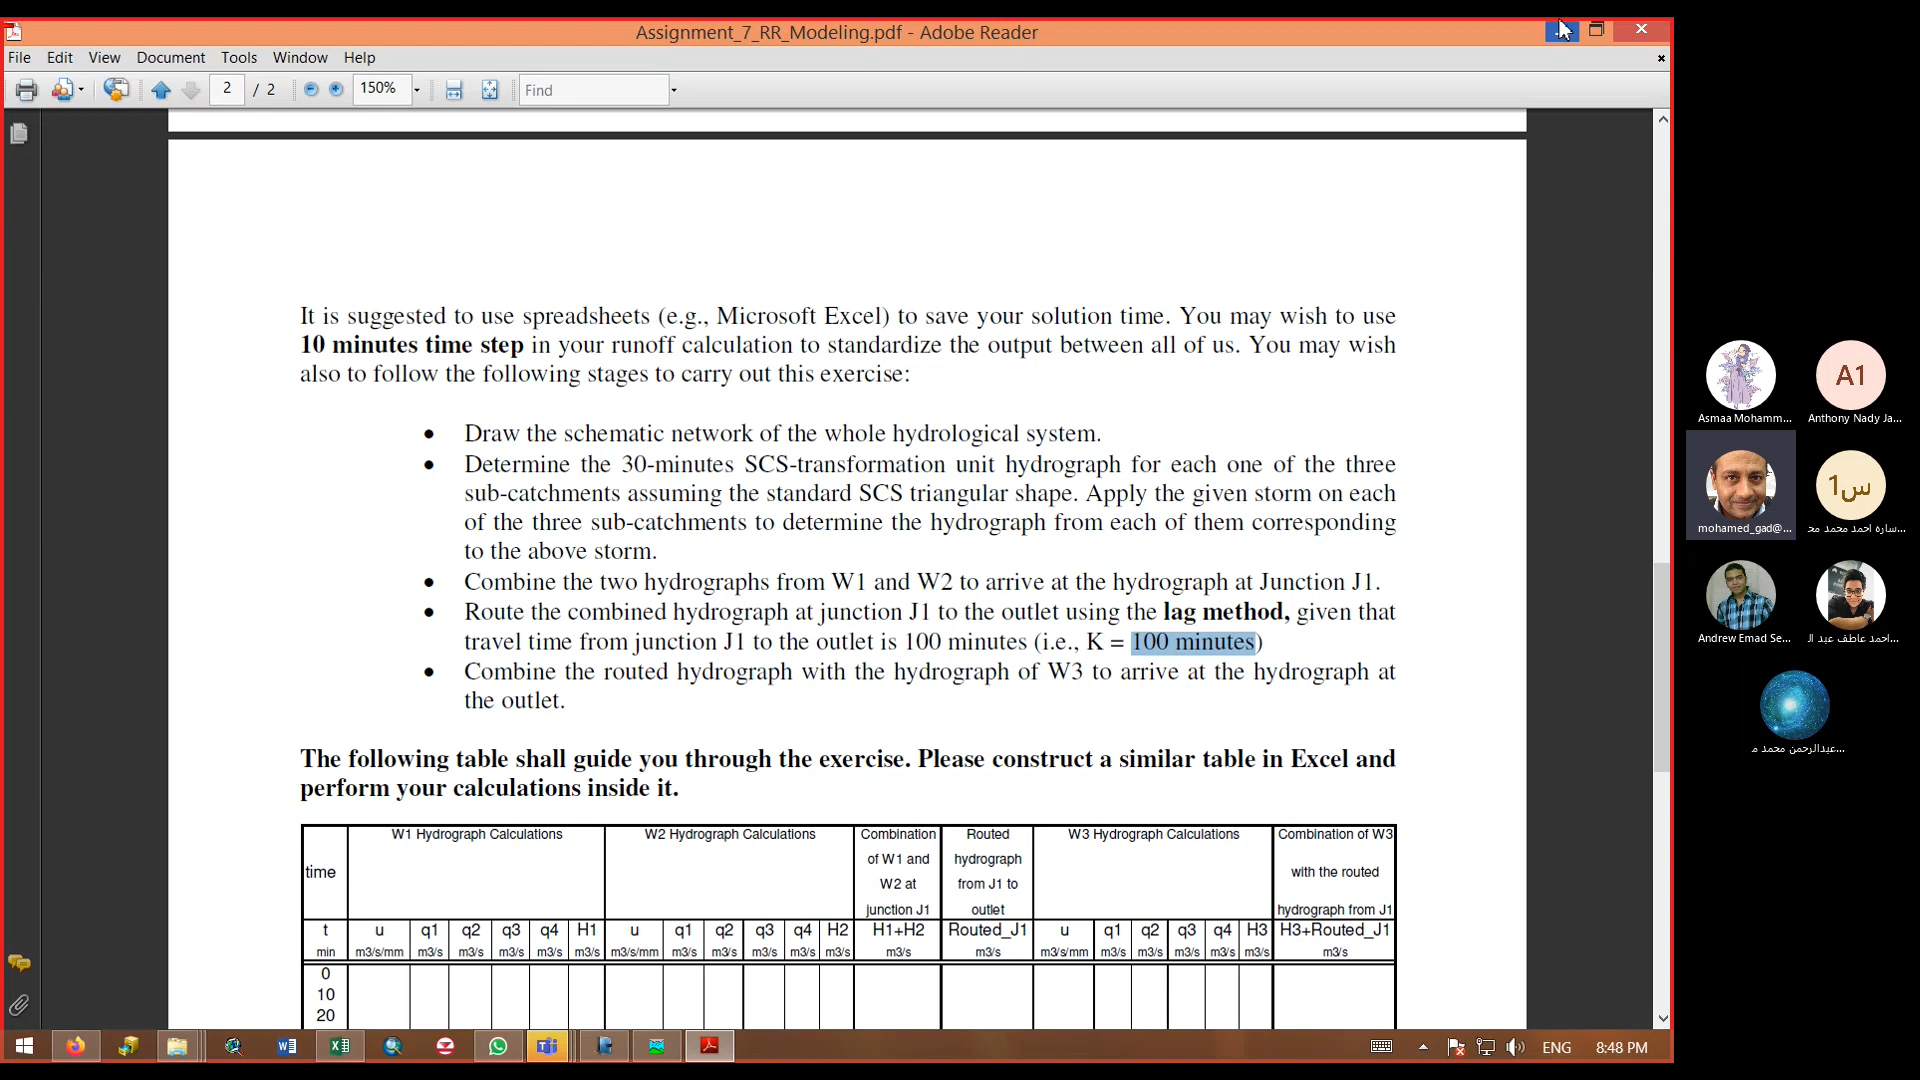 Assignment_7_RR_Modeling.pdf - Adobe Reader
File Edit View Document Tools Window Help
2 / 2 150% Find
It is suggested to use spreadsheets (e.g., Microsoft Excel) to save your solution time. You may wish to use
10 minutes time step in your runoff calculation to standardize the output between all of us. You may wish
also to follow the following stages to carry out this exercise:
• Draw the schematic network of the whole hydrological system.
• Determine the 30-minutes SCS-transformation unit hydrograph for each one of the three
sub-catchments assuming the standard SCS triangular shape. Apply the given storm on each
of the three sub-catchments to determine the hydrograph from each of them corresponding
to the above storm.
• Combine the two hydrographs from W1 and W2 to arrive at the hydrograph at Junction J1.
• Route the combined hydrograph at junction J1 to the outlet using the lag method, given that
travel time from junction J1 to the outlet is 100 minutes (i.e., K = 100 minutes)
• Combine the routed hydrograph with the hydrograph of W3 to arrive at the hydrograph at
the outlet.
The following table shall guide you through the exercise. Please construct a similar table in Excel and
perform your calculations inside it.
time
W1 Hydrograph Calculations
W2 Hydrograph Calculations
Combination
of W1 and
W2 at
junction J1
Routed
hydrograph
from J1 to
outlet
W3 Hydrograph Calculations
Combination of W3
with the routed
hydrograph from J1
t u q1 q2 q3 q4 H1 u q1 q2 q3 q4 H2 H1+H2 Routed_J1 u q1 q2 q3 q4 H3 H3+Routed_J1
min m3/s/mm m3/s m3/s m3/s m3/s m3/s m3/s/mm m3/s m3/s m3/s m3/s m3/s m3/s m3/s m3/s/mm m3/s m3/s m3/s m3/s m3/s m3/s
0
10
20
A1
Asmaa Mohamm...
Anthony Nady Ja...
س1
mohamed_gad@...
ساره احمد محمد مح...
Andrew Emad Se...
احمد عاطف عبد ال...
عبدالرحمن محمد م...
ENG 8:48 PM